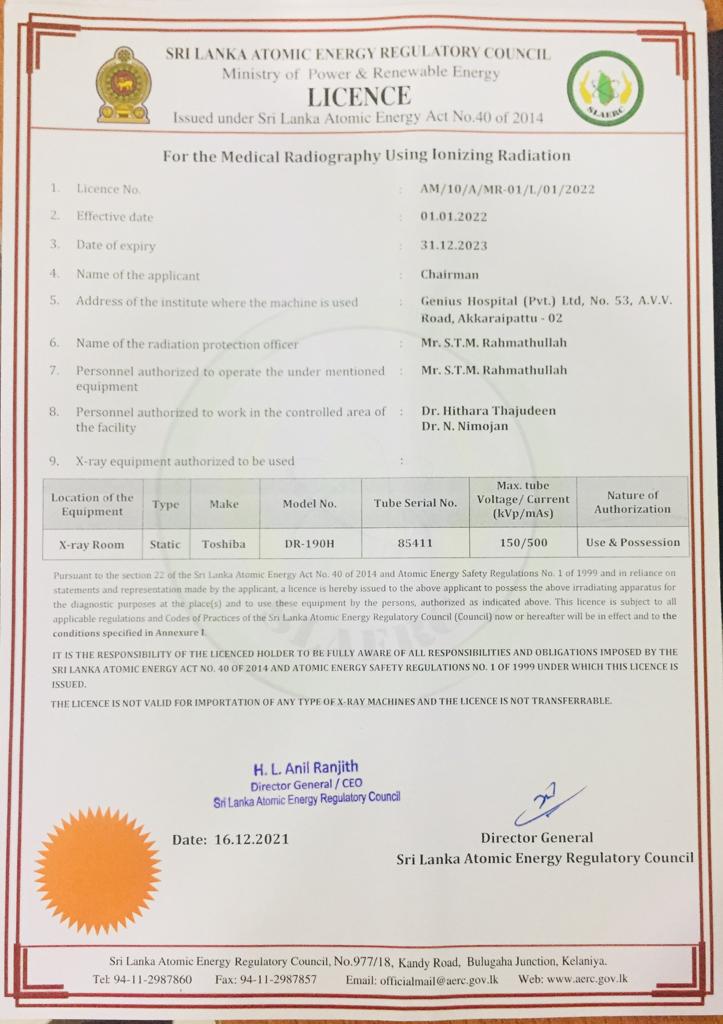 SRI LANKA ATOMIC ENERGY REGULATORY COUNCIL
Ministry of Power & Renewable Energy
LICENCE
Issued under Sri Lanka Atomic Energy Act No.40 of 2014
SLAERC
For the Medical Radiography Using Ionizing Radiation
1. Licence No. : AM/10/A/MR-01/L/01/2022
2. Effective date : 01.01.2022
3. Date of expiry : 31.12.2023
4. Name of the applicant : Chairman
5. Address of the institute where the machine is used : Genius Hospital (Pvt.) Ltd, No. 53, A.V.V.
Road, Akkaraipattu - 02
6. Name of the radiation protection officer : Mr. S.T.M. Rahmathullah
7. Personnel authorized to operate the under mentioned : Mr. S.T.M. Rahmathullah
equipment
8. Personnel authorized to work in the controlled area of : Dr. Hithara Thajudeen
the facility Dr. N. Nimojan
9. X-ray equipment authorized to be used :
Location of the Equipment Type Make Model No. Tube Serial No. Max. tube Voltage/ Current (kVp/mAs) Nature of Authorization
X-ray Room Static Toshiba DR-190H 85411 150/500 Use & Possession
Pursuant to the section 22 of the Sri Lanka Atomic Energy Act No. 40 of 2014 and Atomic Energy Safety Regulations No. 1 of 1999 and in reliance on
statements and representation made by the applicant, a licence is hereby issued to the above applicant to possess the above irradiating apparatus for
the diagnostic purposes at the place(s) and to use these equipment by the persons, authorized as indicated above. This licence is subject to all
applicable regulations and Codes of Practices of the Sri Lanka Atomic Energy Regulatory Council (Council) now or hereafter will be in effect and to the
conditions specified in Annexure I.
IT IS THE RESPONSIBILITY OF THE LICENCED HOLDER TO BE FULLY AWARE OF ALL RESPONSIBILITIES AND OBLIGATIONS IMPOSED BY THE
SRI LANKA ATOMIC ENERGY ACT NO. 40 OF 2014 AND ATOMIC ENERGY SAFETY REGULATIONS NO. 1 OF 1999 UNDER WHICH THIS LICENCE IS
ISSUED.
THE LICENCE IS NOT VALID FOR IMPORTATION OF ANY TYPE OF X-RAY MACHINES AND THE LICENCE IS NOT TRANSFERRABLE.
H. L. Anil Ranjith
Director General / CEO
Sri Lanka Atomic Energy Regulatory Council
Date: 16.12.2021
Director General
Sri Lanka Atomic Energy Regulatory Council
Sri Lanka Atomic Energy Regulatory Council, No.977/18, Kandy Road, Bulugaha Junction, Kelaniya.
Tel: 94-11-2987860 Fax: 94-11-2987857 Email: officialmail@aerc.gov.lk Web: www.aerc.gov.lk